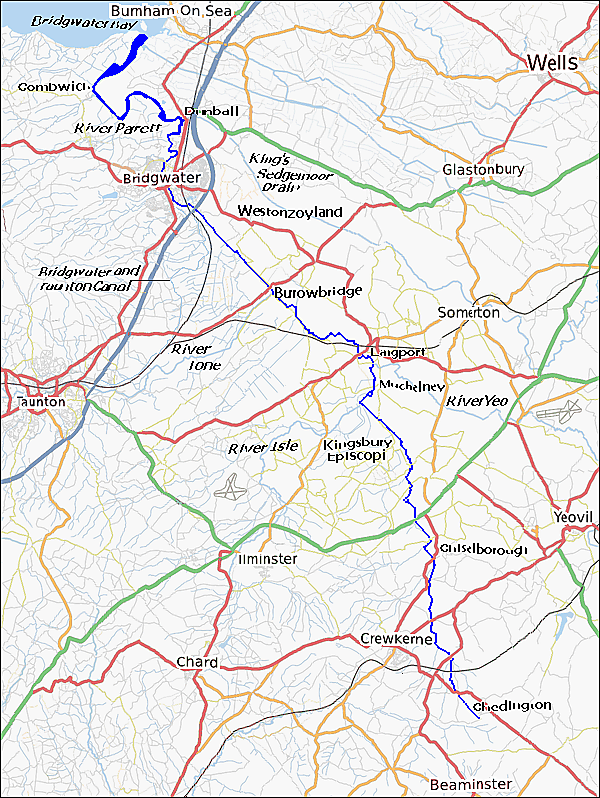 Burnham On Sea
Bridgwater Bay
Wells
Combwich
Dunball
River Parrett
King's
Sedgemoor
Drain
Glastonbury
Bridgwater
Westonzoyland
Bridgwater and
Taunton Canal
Burrowbridge
Somerton
River
Tone
Langport
Muchelney
Taunton
River Yeo
River Isle
Kingsbury
Episcopi
Yeovil
Chiselborough
Ilminster
Crewkerne
Chard
Chedington
Beaminster